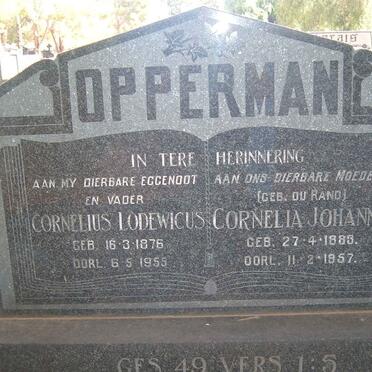 OPPERMAN
IN TERE HERINNERING
AAN MY DIERBARE EGGENOOT
EN VADER
CORNELIUS LODEWICUS
GEB. 16·3·1876
OORL. 6·5·1955
AAN ONS DIERBARE MOEDE
(GEB. DU RAND)
CORNELIA JOHANN
GEB. 27·4·1888.
OORL. 11·2·1957.
GES. 49 VERS 1:5